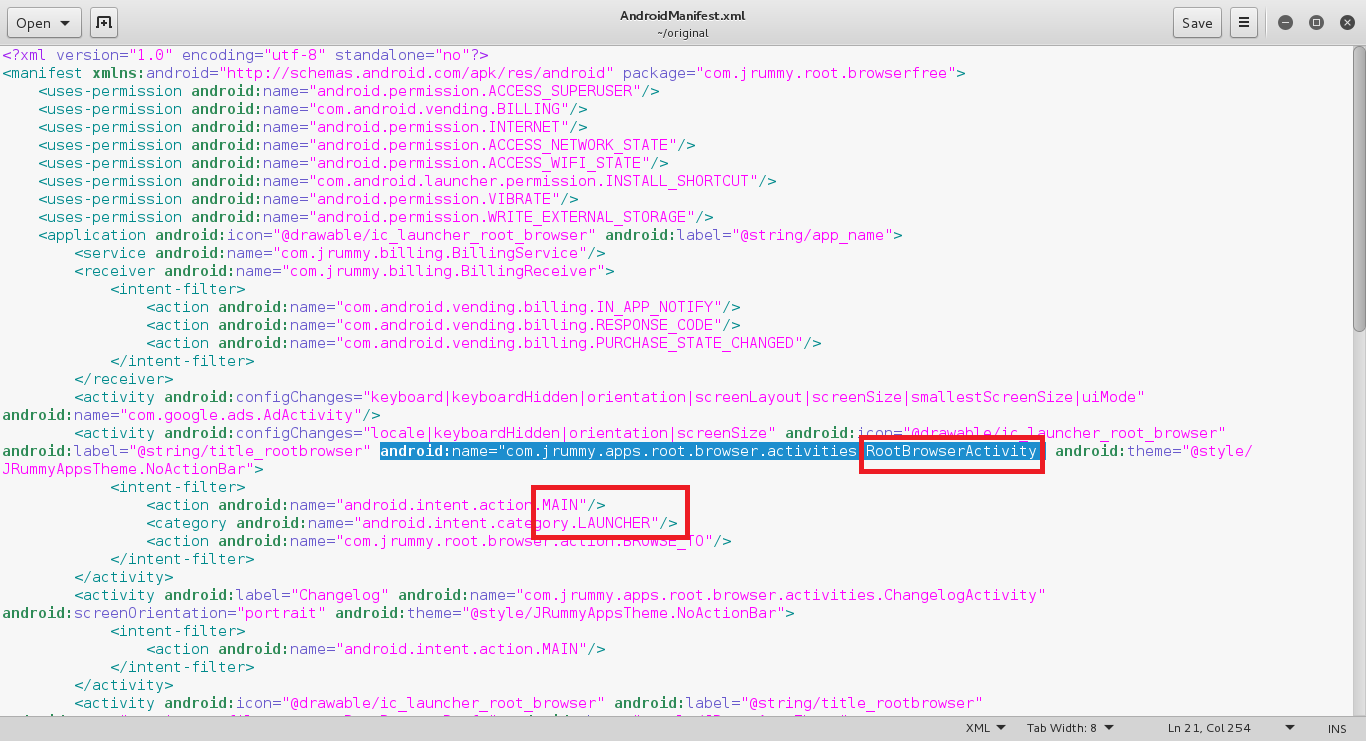 Open
AndroidManifest.xml
~/original
Save
<?xml version="1.0" encoding="utf-8" standalone="no"?>
<manifest xmlns:android="http://schemas.android.com/apk/res/android" package="com.jrummy.root.browserfree">
    <uses-permission android:name="android.permission.ACCESS_SUPERUSER"/>
    <uses-permission android:name="com.android.vending.BILLING"/>
    <uses-permission android:name="android.permission.INTERNET"/>
    <uses-permission android:name="android.permission.ACCESS_NETWORK_STATE"/>
    <uses-permission android:name="android.permission.ACCESS_WIFI_STATE"/>
    <uses-permission android:name="com.android.launcher.permission.INSTALL_SHORTCUT"/>
    <uses-permission android:name="android.permission.VIBRATE"/>
    <uses-permission android:name="android.permission.WRITE_EXTERNAL_STORAGE"/>
    <application android:icon="@drawable/ic_launcher_root_browser" android:label="@string/app_name">
        <service android:name="com.jrummy.billing.BillingService"/>
        <receiver android:name="com.jrummy.billing.BillingReceiver">
            <intent-filter>
                <action android:name="com.android.vending.billing.IN_APP_NOTIFY"/>
                <action android:name="com.android.vending.billing.RESPONSE_CODE"/>
                <action android:name="com.android.vending.billing.PURCHASE_STATE_CHANGED"/>
            </intent-filter>
        </receiver>
        <activity android:configChanges="keyboard|keyboardHidden|orientation|screenLayout|screenSize|smallestScreenSize|uiMode"
android:name="com.google.ads.AdActivity"/>
        <activity android:configChanges="locale|keyboardHidden|orientation|screenSize" android:icon="@drawable/ic_launcher_root_browser"
android:label="@string/title_rootbrowser" android:name="com.jrummy.apps.root.browser.activities RootBrowserActivity android:theme="@style/
JRummyAppsTheme.NoActionBar">
            <intent-filter>
                <action android:name="android.intent.action.MAIN"/>
                <category android:name="android.intent.category.LAUNCHER"/>
                <action android:name="com.jrummy.root.browser.action.BROWSE_TO"/>
            </intent-filter>
        </activity>
        <activity android:label="Changelog" android:name="com.jrummy.apps.root.browser.activities.ChangelogActivity"
android:screenOrientation="portrait" android:theme="@style/JRummyAppsTheme.NoActionBar">
            <intent-filter>
                <action android:name="android.intent.action.MAIN"/>
            </intent-filter>
        </activity>
        <activity android:icon="@drawable/ic_launcher_root_browser" android:label="@string/title_rootbrowser"
XML
Tab Width: 8
Ln 21, Col 254
INS